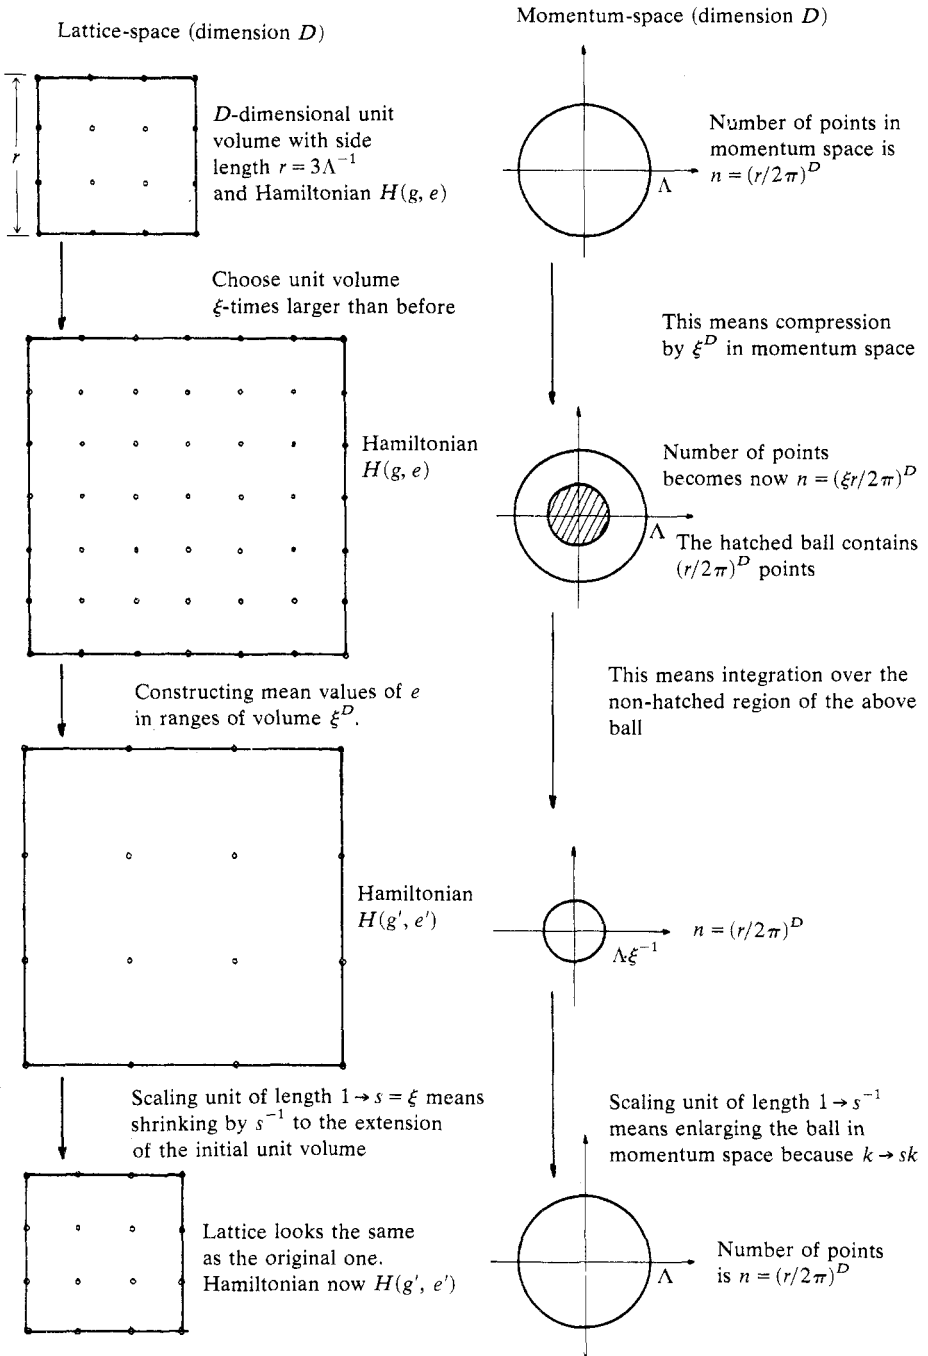 Lattice-space (dimension D)
Momentum-space (dimension D)
r
D-dimensional unit
volume with side
length r = 3Λ⁻¹
and Hamiltonian H(g, e)
Number of points in
momentum space is
n = (r/2π)ᴰ
Λ
Choose unit volume
ξ-times larger than before
This means compression
by ξᴰ in momentum space
Hamiltonian
H(g, e)
Number of points
becomes now n = (ξr/2π)ᴰ
Λ
The hatched ball contains
(r/2π)ᴰ points
Constructing mean values of e
in ranges of volume ξᴰ.
This means integration over the
non-hatched region of the above
ball
Hamiltonian
H(g′, e′)
n = (r/2π)ᴰ
Λξ⁻¹
Scaling unit of length 1 → s = ξ means
shrinking by s⁻¹ to the extension
of the initial unit volume
Scaling unit of length 1 → s⁻¹
means enlarging the ball in
momentum space because k → sk
Lattice looks the same
as the original one.
Hamiltonian now H(g′, e′)
Number of points
is n = (r/2π)ᴰ
Λ